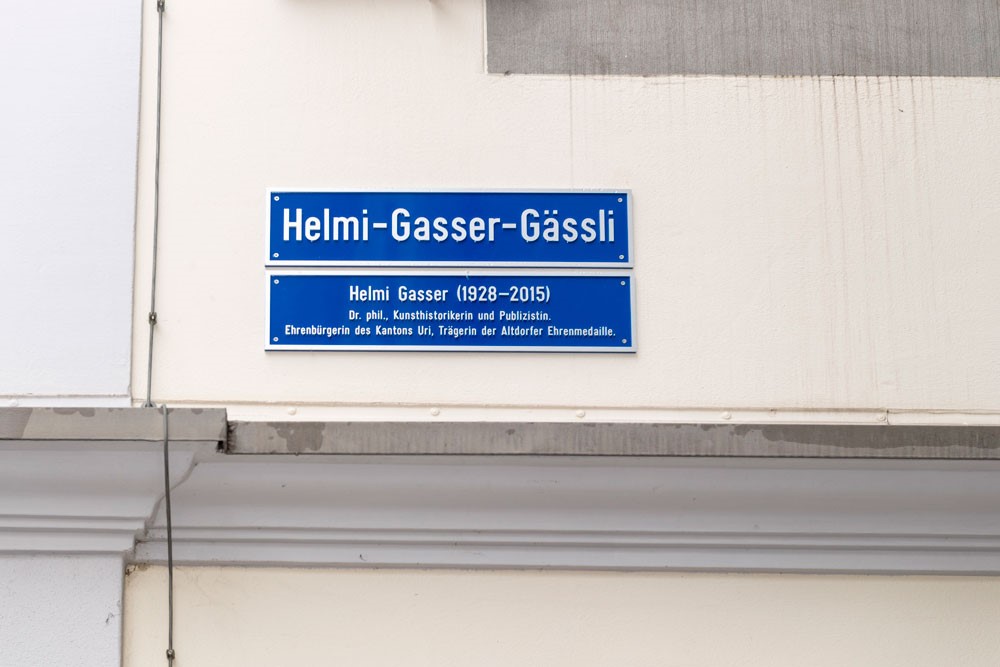 Helmi-Gasser-Gässli
Helmi Gasser (1928–2015)
Dr. phil., Kunsthistorikerin und Publizistin.
Ehrenbürgerin des Kantons Uri, Trägerin der Altdorfer Ehrenmedaille.